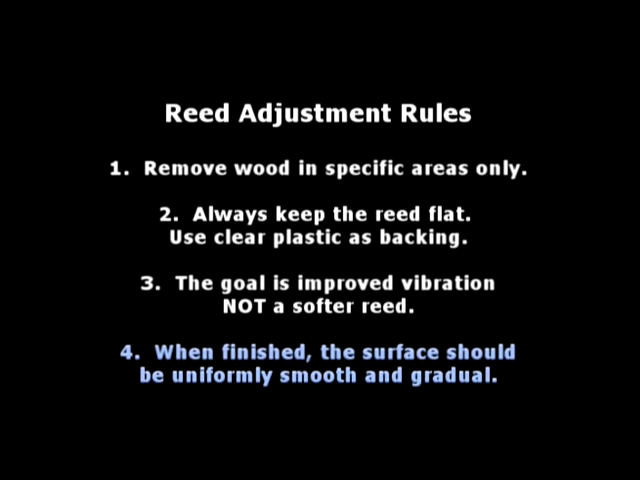 Reed Adjustment Rules
1. Remove wood in specific areas only.
2. Always keep the reed flat.
Use clear plastic as backing.
3. The goal is improved vibration
NOT a softer reed.
4. When finished, the surface should
be uniformly smooth and gradual.